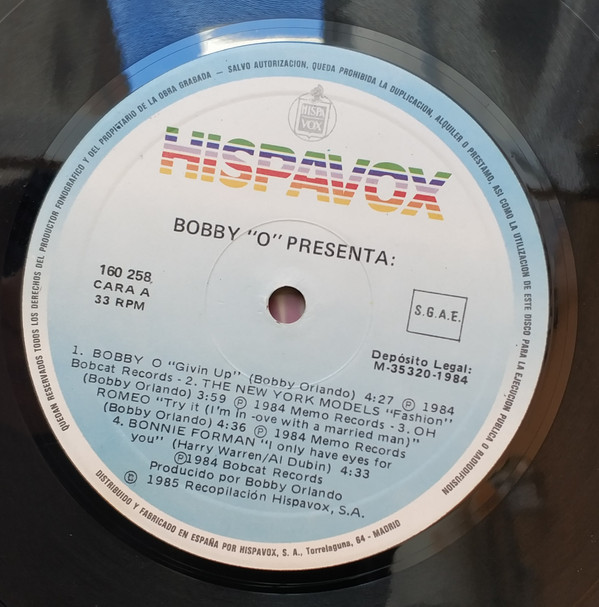 QUEDAN RESERVADOS TODOS LOS DERECHOS DEL PRODUCTOR FONOGRAFICO Y DEL PROPIETARIO DE LA OBRA GRABADA — SALVO AUTORIZACION, QUEDA PROHIBIDA LA DUPLICACION, ALQUILER O PRESTAMO, ASI COMO LA UTILIZACION DE ESTE DISCO PARA LA EJECUCION PUBLICA O RADIODIFUSION
HISPA
VOX
HISPAVOX
BOBBY "O" PRESENTA:
160 258
CARA A
33 RPM
S.G.A.E.
Depósito Legal:
M-35320-1984
1. BOBBY O "Givin Up" (Bobby Orlando) 4:27 Ⓟ 1984
Bobcat Records - 2. THE NEW YORK MODELS "Fashion"
(Bobby Orlando) 3:59 Ⓟ 1984 Memo Records - 3. OH
ROMEO "Try it (I'm In -ove with a married man)"
(Bobby Orlando) 4:36 Ⓟ 1984 Memo Records
4. BONNIE FORMAN "I only have eyes for
you" (Harry Warren/Al Dubin) 4:33
Ⓟ1984 Bobcat Records
Producido por Bobby Orlando
© 1985 Recopilación Hispavox, S.A.
DISTRIBUIDO Y FABRICADO EN ESPAÑA POR HISPAVOX, S. A., Torrelaguna, 64 - MADRID